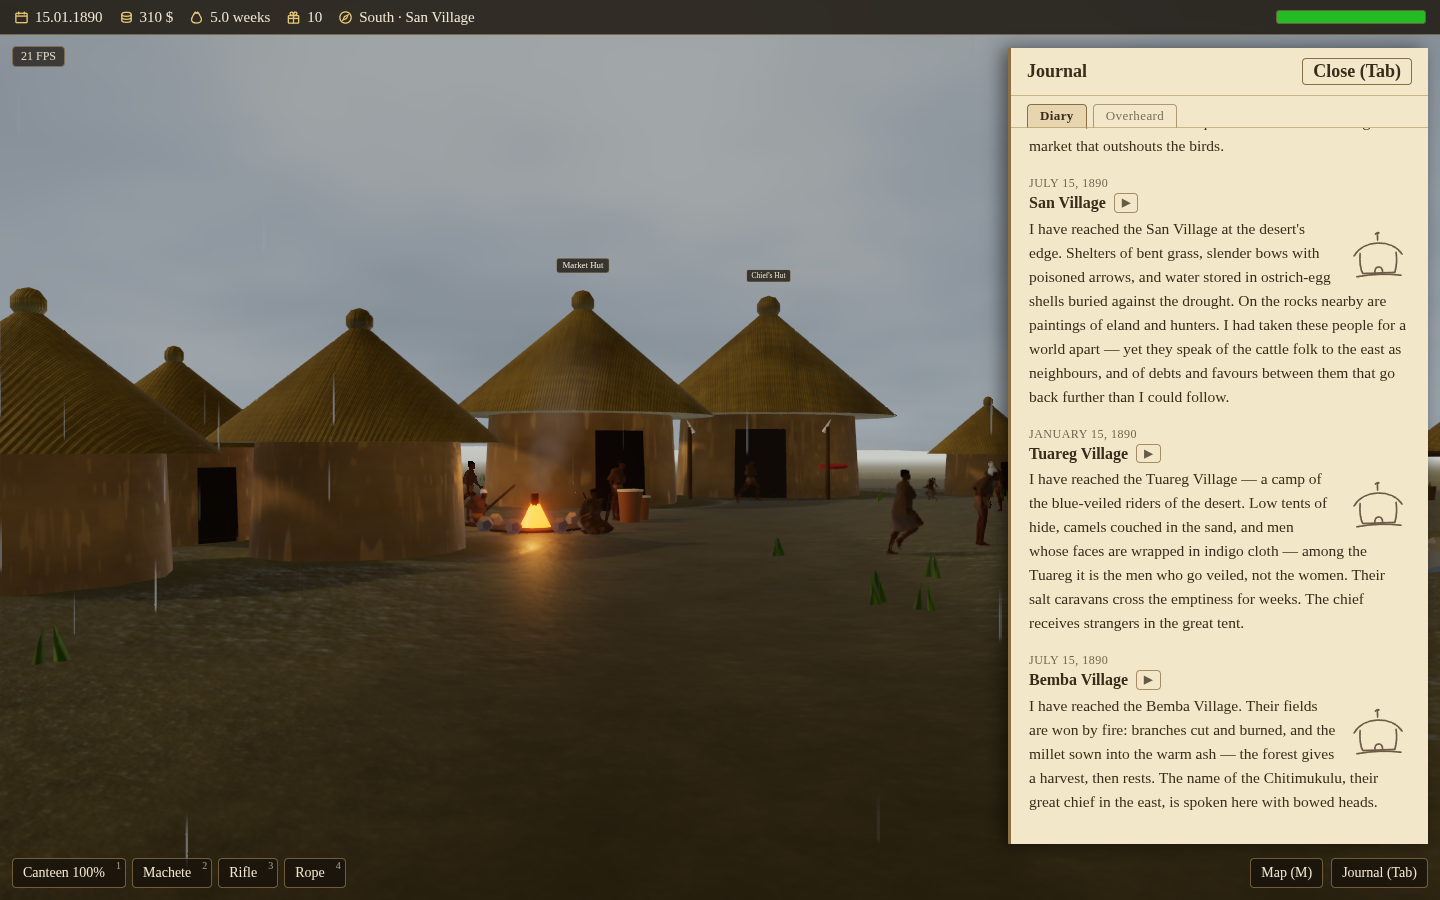 15.01.1890 310 $ 5.0 weeks 10 South · San Village
21 FPS
Market Hut
Chief's Hut
Journal
Close (Tab)
Diary Overheard
market that outshouts the birds.
JULY 15, 1890
San Village
I have reached the San Village at the desert's
edge. Shelters of bent grass, slender bows with
poisoned arrows, and water stored in ostrich-egg
shells buried against the drought. On the rocks nearby are
paintings of eland and hunters. I had taken these people for a
world apart — yet they speak of the cattle folk to the east as
neighbours, and of debts and favours between them that go
back further than I could follow.
JANUARY 15, 1890
Tuareg Village
I have reached the Tuareg Village — a camp of
the blue-veiled riders of the desert. Low tents of
hide, camels couched in the sand, and men
whose faces are wrapped in indigo cloth — among the
Tuareg it is the men who go veiled, not the women. Their
salt caravans cross the emptiness for weeks. The chief
receives strangers in the great tent.
JULY 15, 1890
Bemba Village
I have reached the Bemba Village. Their fields
are won by fire: branches cut and burned, and the
millet sown into the warm ash — the forest gives
a harvest, then rests. The name of the Chitimukulu, their
great chief in the east, is spoken here with bowed heads.
Canteen 100% 1 Machete 2 Rifle 3 Rope 4
Map (M) Journal (Tab)